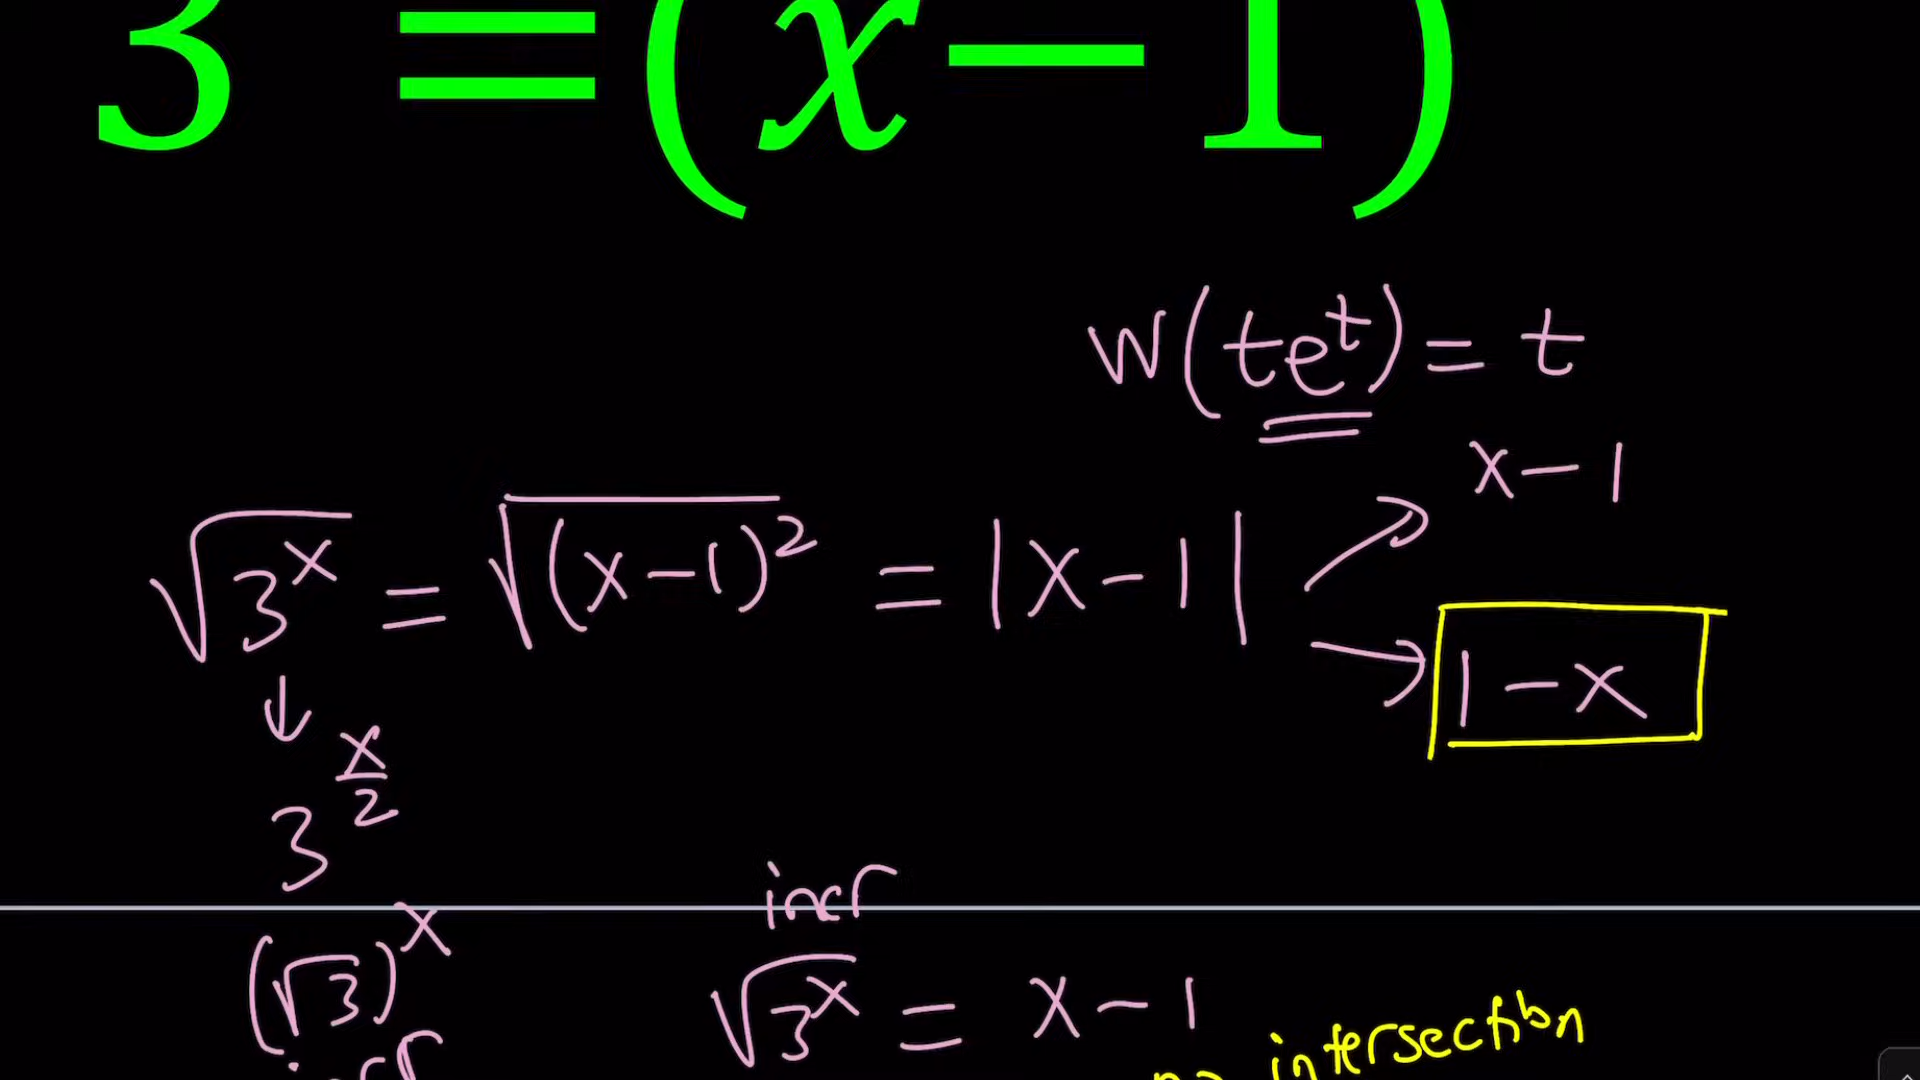 3 = (x−1)
W(te^t) = t
x−1
√(3^x) = √((x−1)^2) = |x−1|
1−x
↓
3^(x/2)
incr
(√3)^x
√(3^x) = x−1
intersection